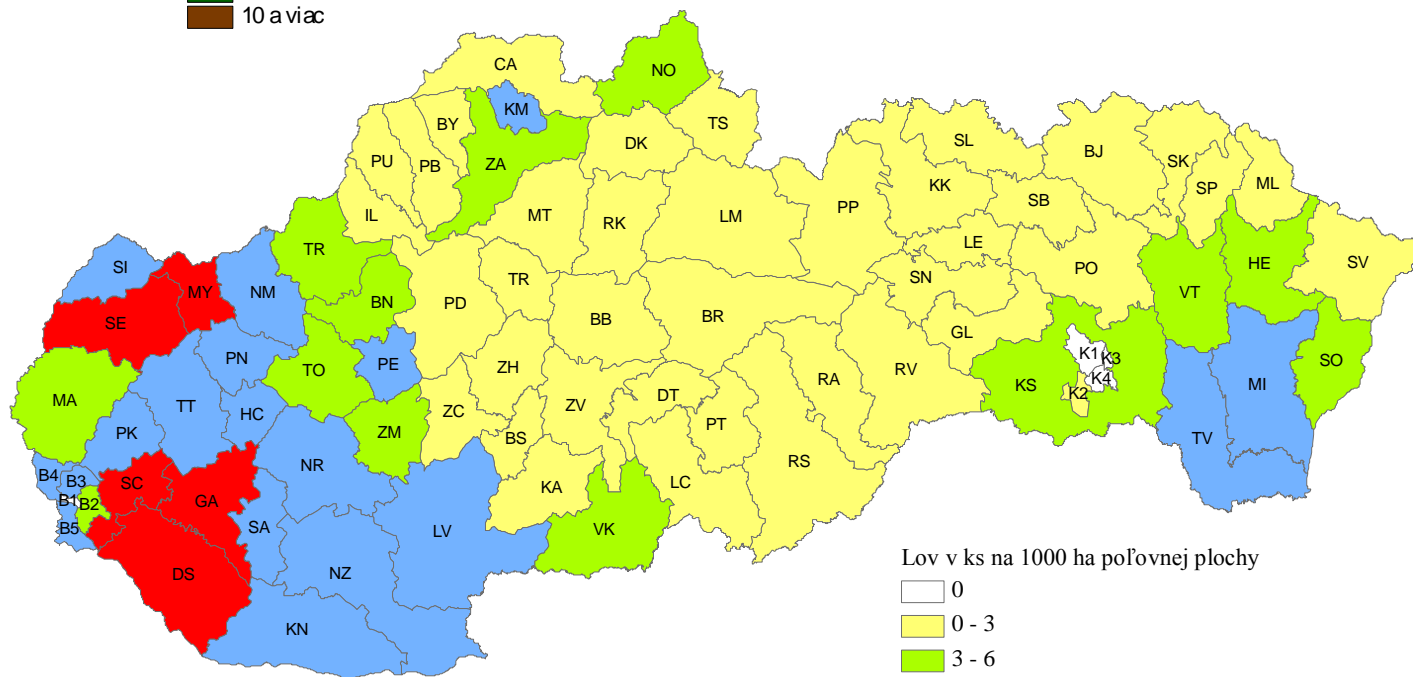 10 a viac
CA
NO
KM
BY
TS
DK
SL
BJ
PU
PB
ZA
SK
ML
KK
SP
SB
PP
IL
MT
RK
LM
LE
TR
SI
TR
PO
HE
SV
SN
MY
NM
BN
PD
VT
SE
BB
BR
GL
PN
TO
PE
ZH
K1
K3
SO
MA
RV
RA
K4
KS
MI
TT
DT
K2
HC
ZC
ZV
PT
PK
ZM
BS
TV
B4
NR
RS
B3
SC
LC
KA
B1
B2
GA
B5
SA
LV
VK
DS
NZ
KN
Lov v ks na 1000 ha poľovnej plochy
0
0 - 3
3 - 6